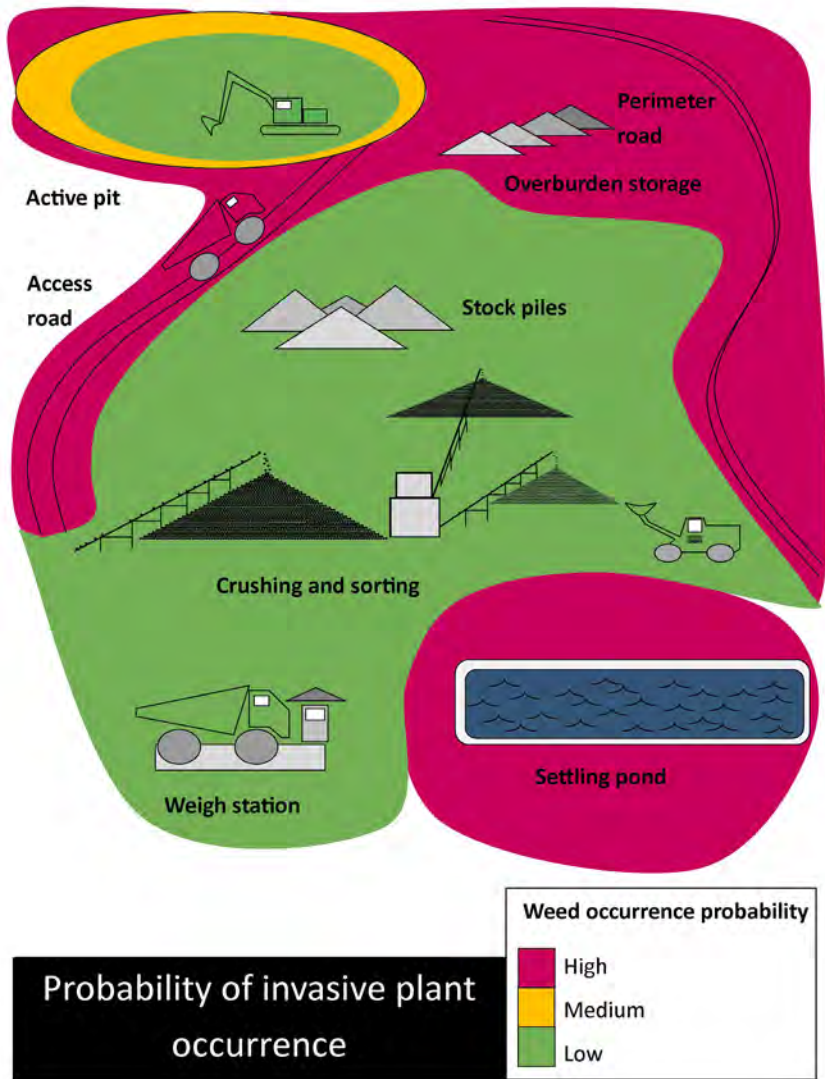 Perimeter
road
Overburden storage
Active pit
Access
road
Stock piles
Crushing and sorting
Settling pond
Weigh station
Weed occurrence probability
High
Medium
Low
Probability of invasive plant
occurrence